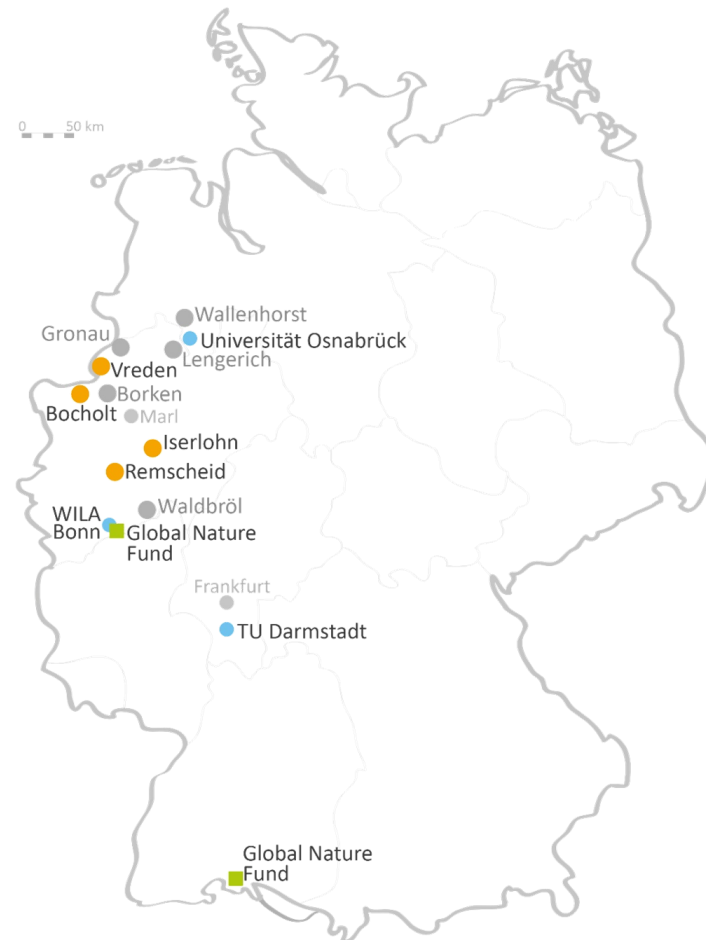 0 50 km
Wallenhorst
Gronau
Universität Osnabrück
Lengerich
Vreden
Borken
Bocholt
Marl
Iserlohn
Remscheid
Waldbröl
WILA
Bonn
Global Nature
Fund
Frankfurt
TU Darmstadt
Global Nature
Fund